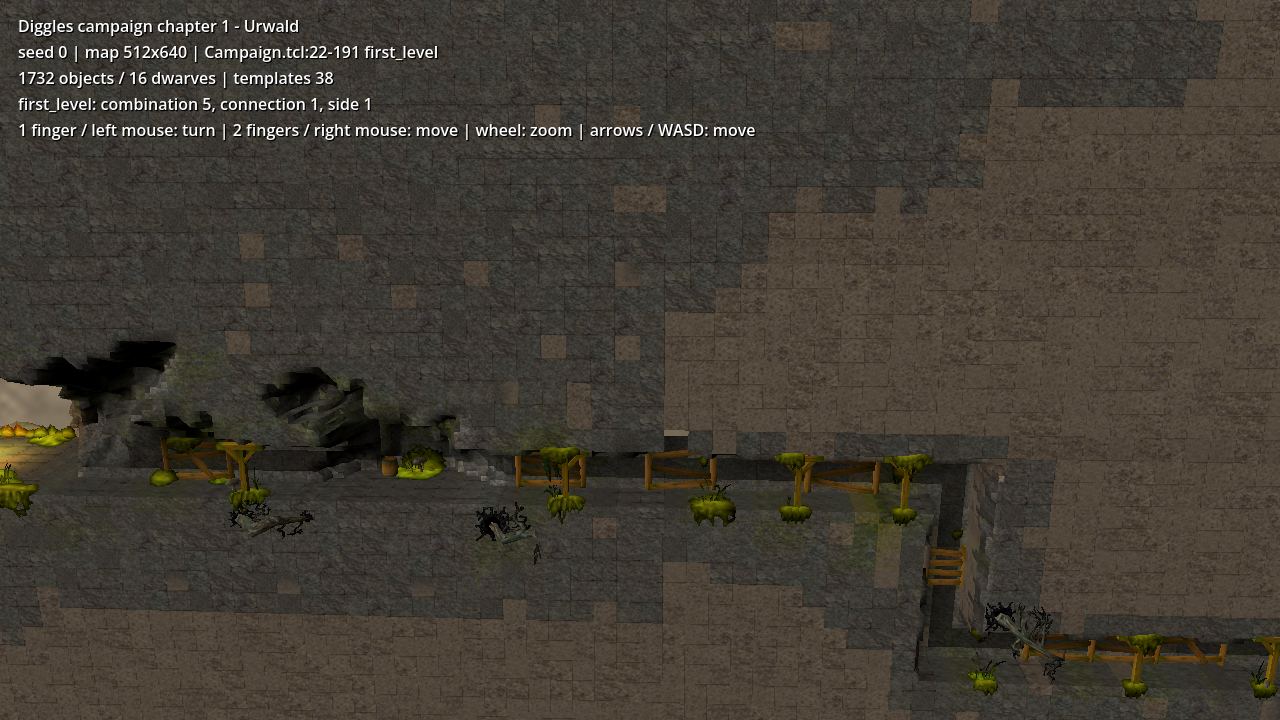 Diggles campaign chapter 1 - Urwald
seed 0 | map 512x640 | Campaign.tcl:22-191 first_level
1732 objects / 16 dwarves | templates 38
first_level: combination 5, connection 1, side 1
1 finger / left mouse: turn | 2 fingers / right mouse: move | wheel: zoom | arrows / WASD: move